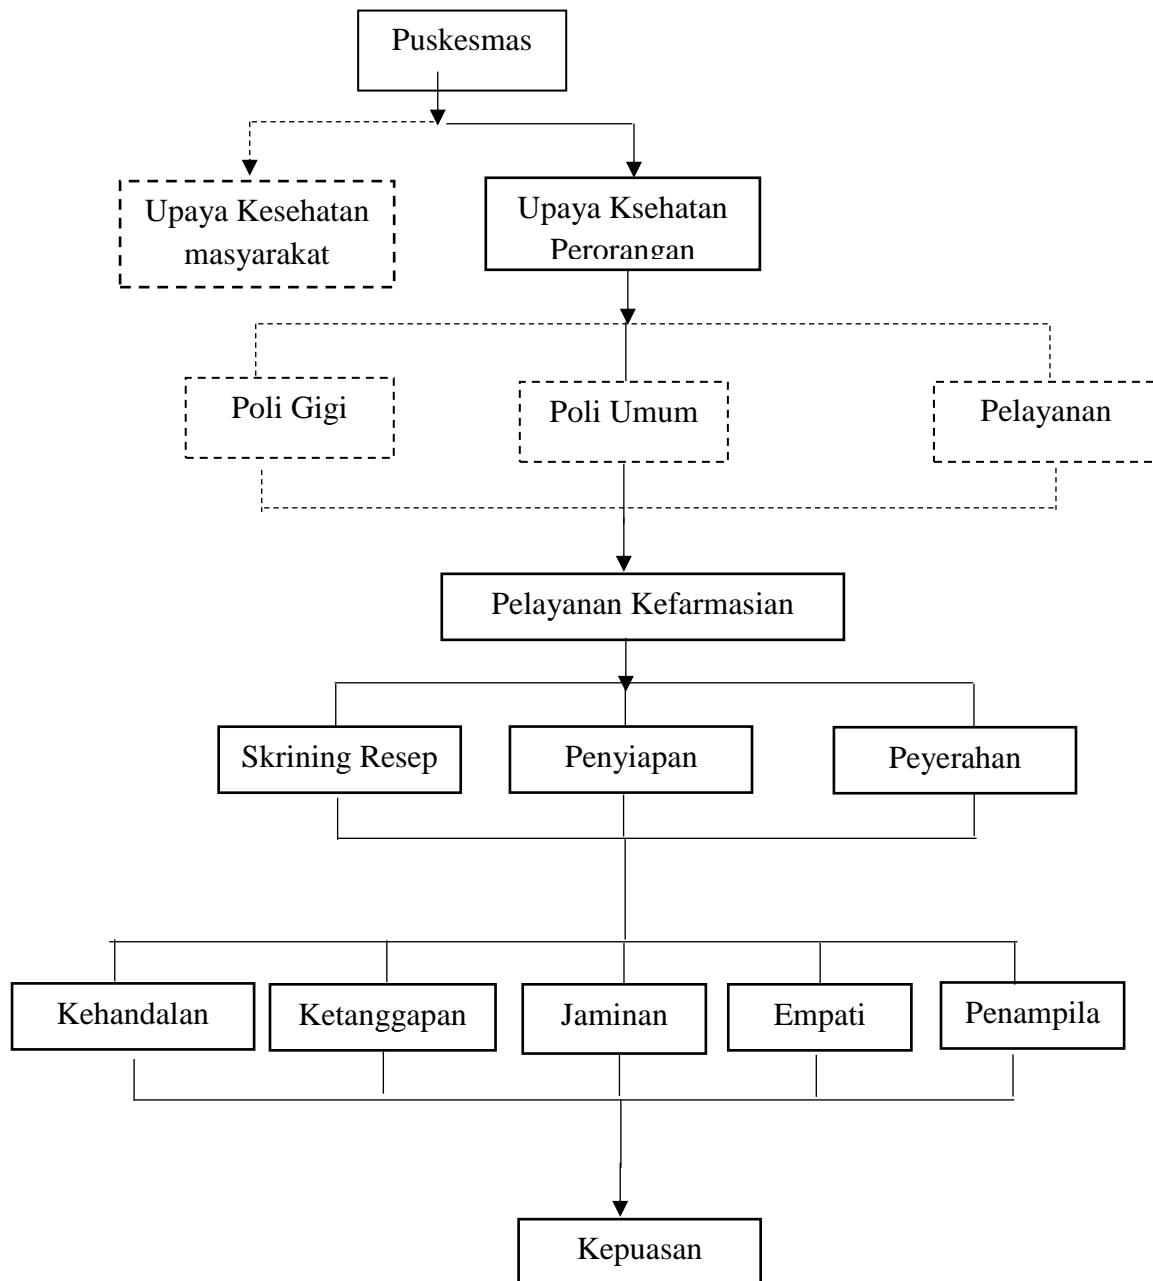 Puskesmas
Upaya Kesehatan
masyarakat
Upaya Ksehatan
Perorangan
Poli Gigi
Poli Umum
Pelayanan
Pelayanan Kefarmasian
Skrining Resep
Penyiapan
Peyerahan
Kehandalan
Ketanggapan
Jaminan
Empati
Penampila
Kepuasan